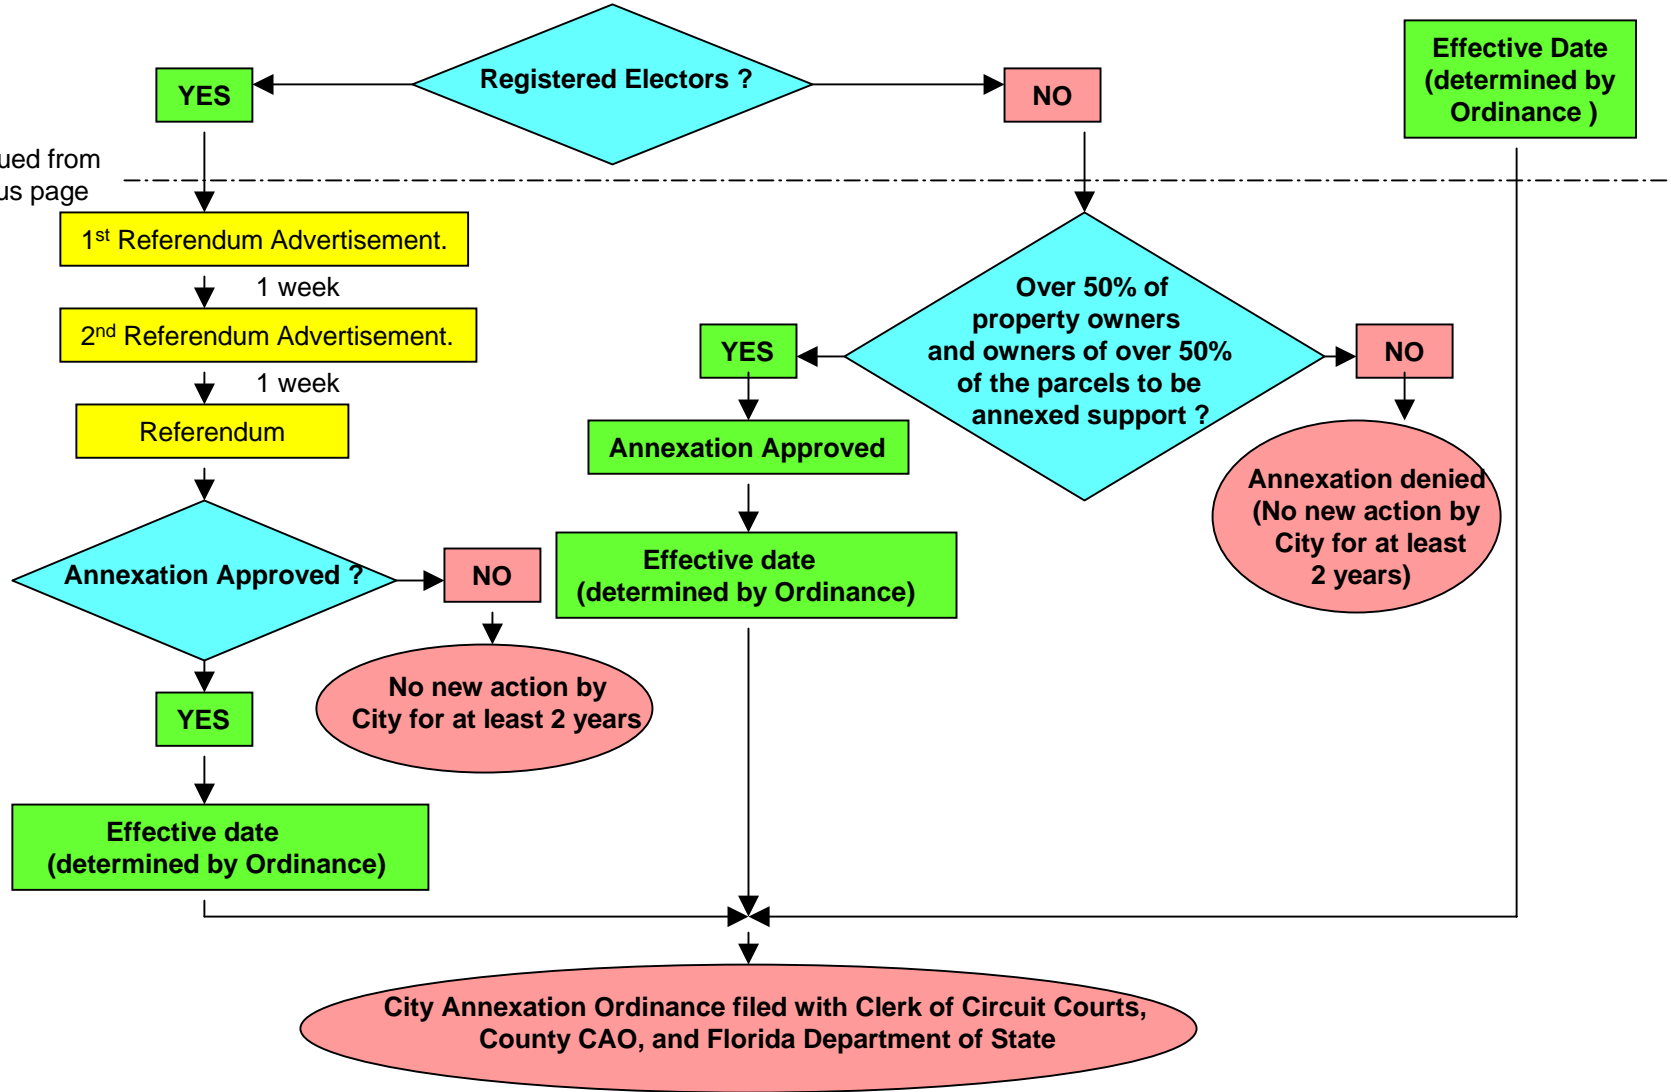 Registered Electors ?
YES
NO
Effective Date
(determined by
Ordinance )
ued from
us page
1st Referendum Advertisement.
1 week
2nd Referendum Advertisement.
1 week
Referendum
Annexation Approved ?
NO
No new action by
City for at least 2 years
YES
Effective date
(determined by Ordinance)
Over 50% of
property owners
and owners of over 50%
of the parcels to be
annexed support ?
YES
NO
Annexation Approved
Effective date
(determined by Ordinance)
Annexation denied
(No new action by
City for at least
2 years)
City Annexation Ordinance filed with Clerk of Circuit Courts,
County CAO, and Florida Department of State